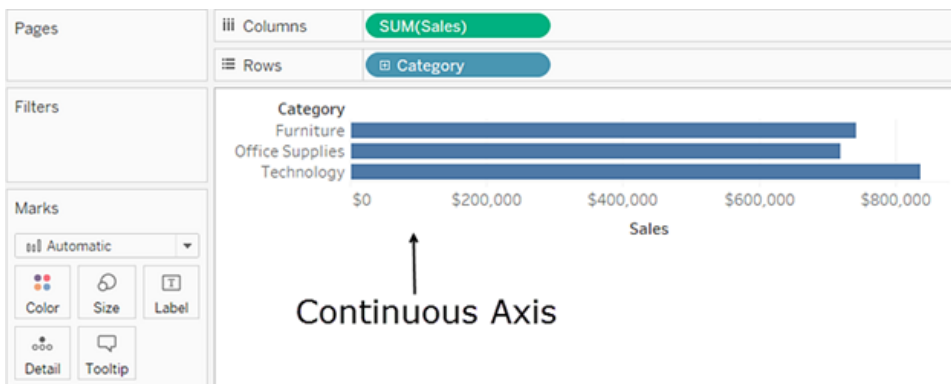 Pages
Columns
SUM(Sales)
Rows
Category
Filters
Category
Furniture
Office Supplies
Technology
$0 $200,000 $400,000 $600,000 $800,000
Sales
Marks
Automatic
Color Size Label
Detail Tooltip
Continuous Axis